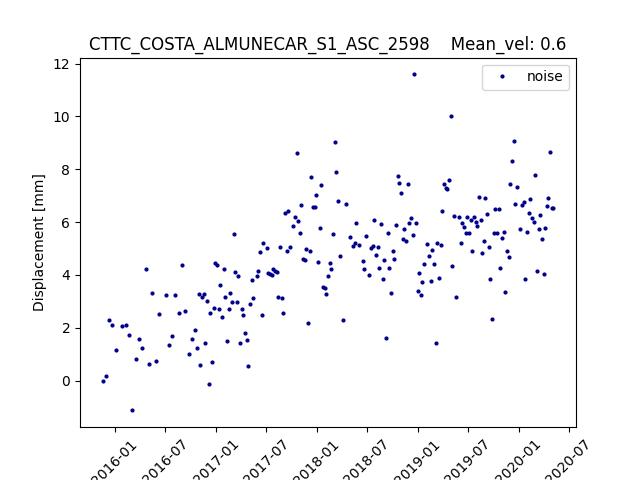 CTTC_COSTA_ALMUNECAR_S1_ASC_2598 Mean_vel: 0.6
noise
Displacement [mm]
12
10
8
6
4
2
0
2016-01 2016-07 2017-01 2017-07 2018-01 2018-07 2019-01 2019-07 2020-01 2020-07